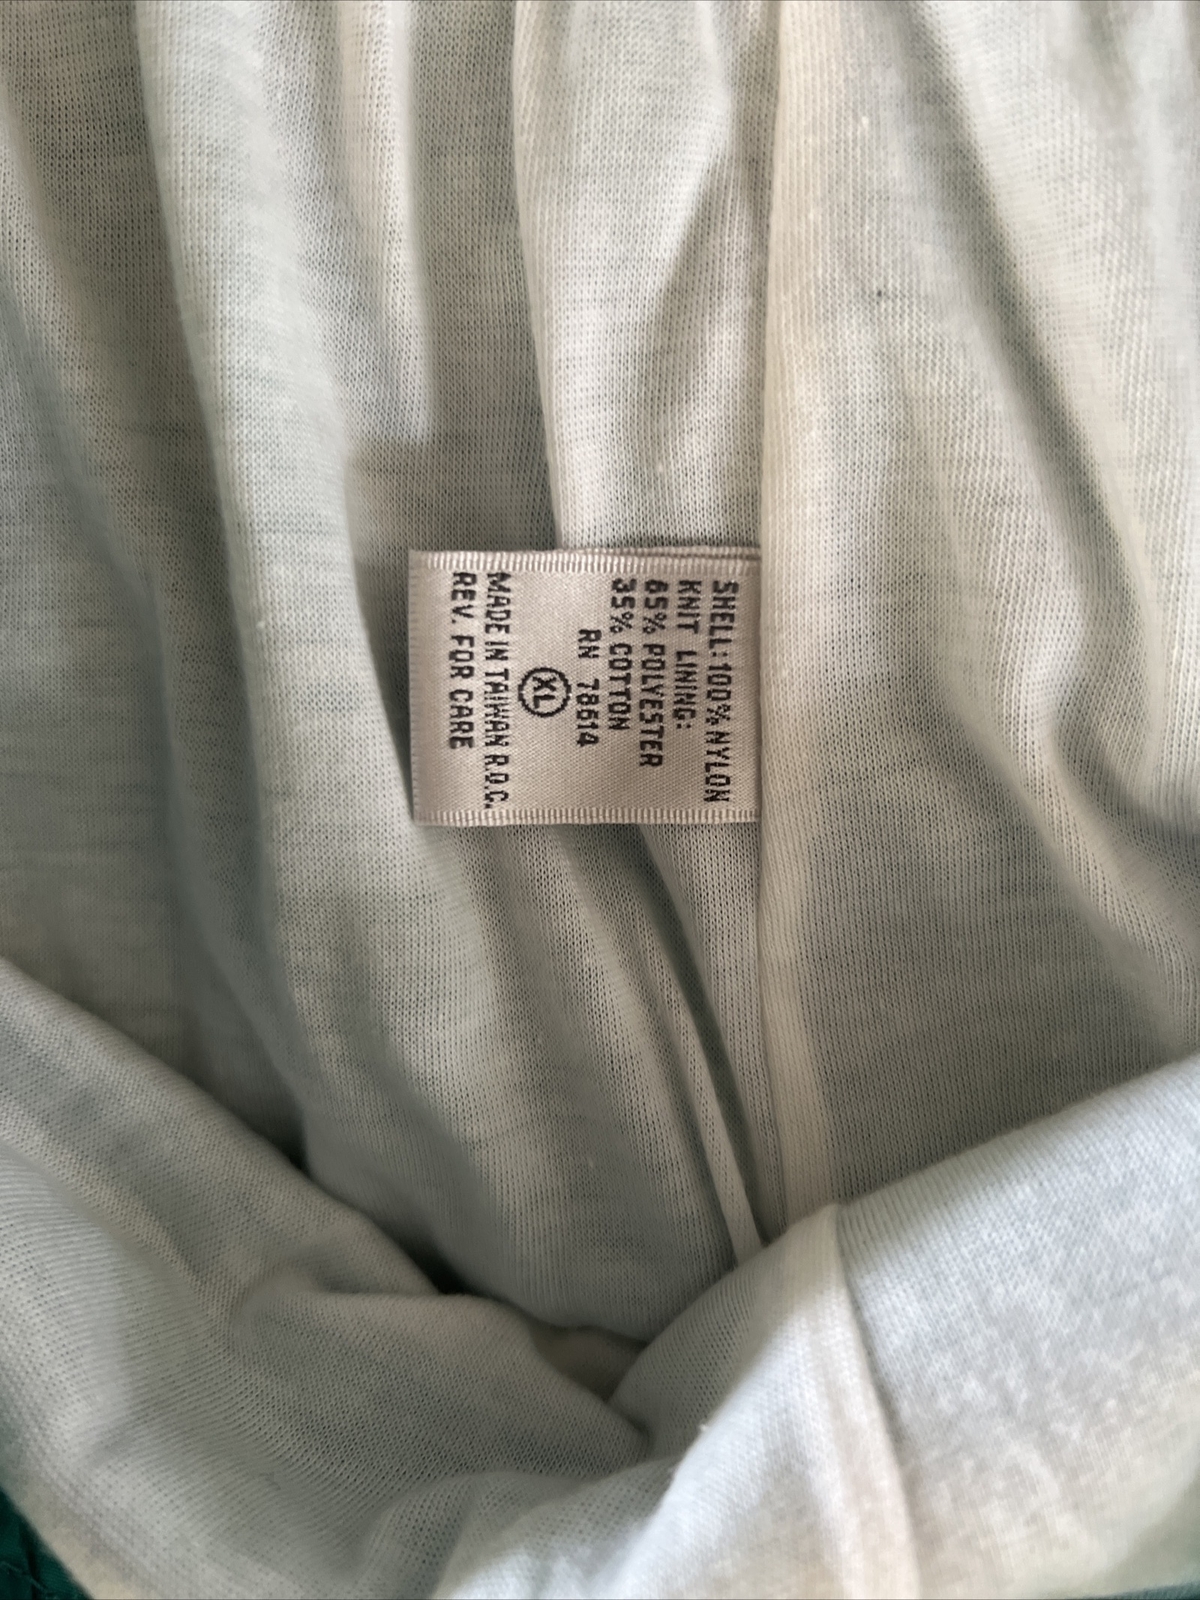 SHELL: 100% NYLON
KNIT LINING:
65% POLYESTER
35% COTTON
RN 78614
XL
MADE IN TAIWAN R.O.C.
REV. FOR CARE